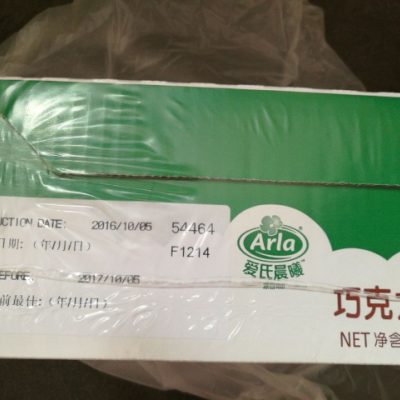 UCTION DATE: 2016/10/05 54464
日期: (年/月/日) F1214
EFORE: 2017/10/05
前最佳: (年/月/日)
Arla
爱氏晨曦
巧克
NET 净含